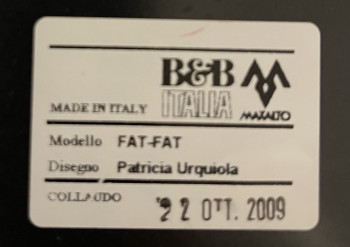 B&B
MADE IN ITALY ITALIA MAXALTO
Modello FAT-FAT
Disegno Patricia Urquiola
COLLAUDO 22 OTT. 2009